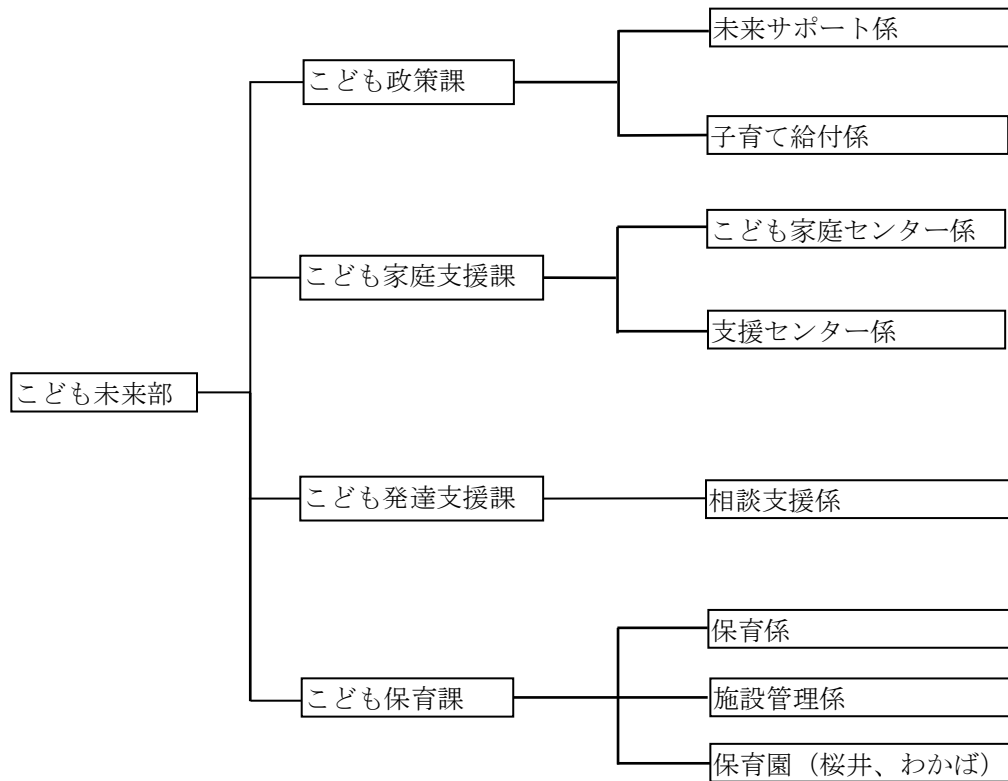 こども未来部
こども政策課
未来サポート係
子育て給付係
こども家庭支援課
こども家庭センター係
支援センター係
こども発達支援課
相談支援係
こども保育課
保育係
施設管理係
保育園（桜井、わかば）